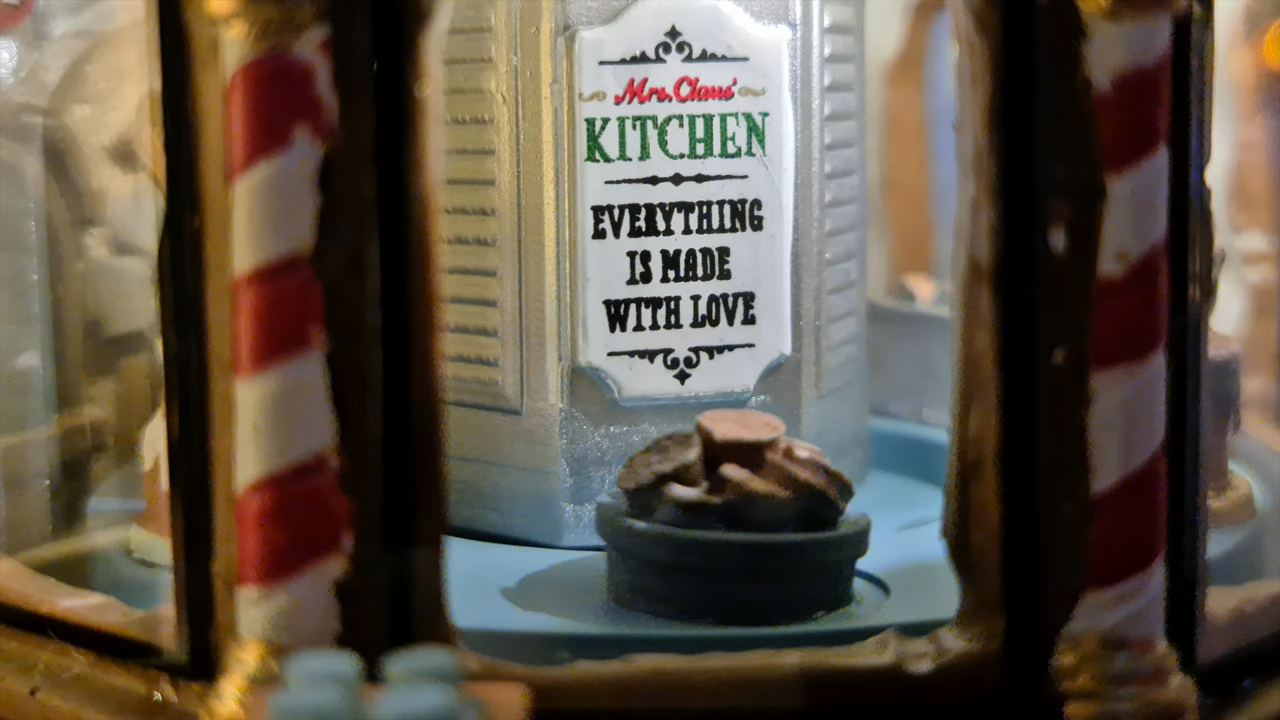 Mrs. Claus'
KITCHEN
EVERYTHING
IS MADE
WITH LOVE